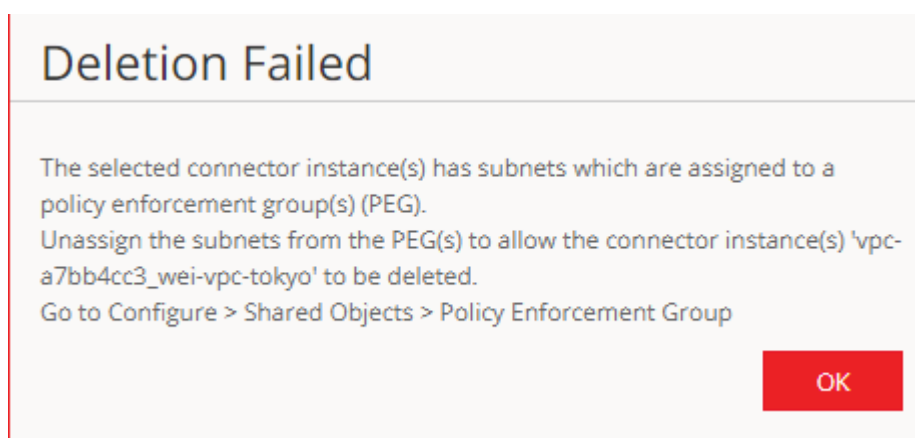 Deletion Failed
The selected connector instance(s) has subnets which are assigned to a
policy enforcement group(s) (PEG).
Unassign the subnets from the PEG(s) to allow the connector instance(s) 'vpc-
a7bb4cc3_wei-vpc-tokyo' to be deleted.
Go to Configure > Shared Objects > Policy Enforcement Group
OK